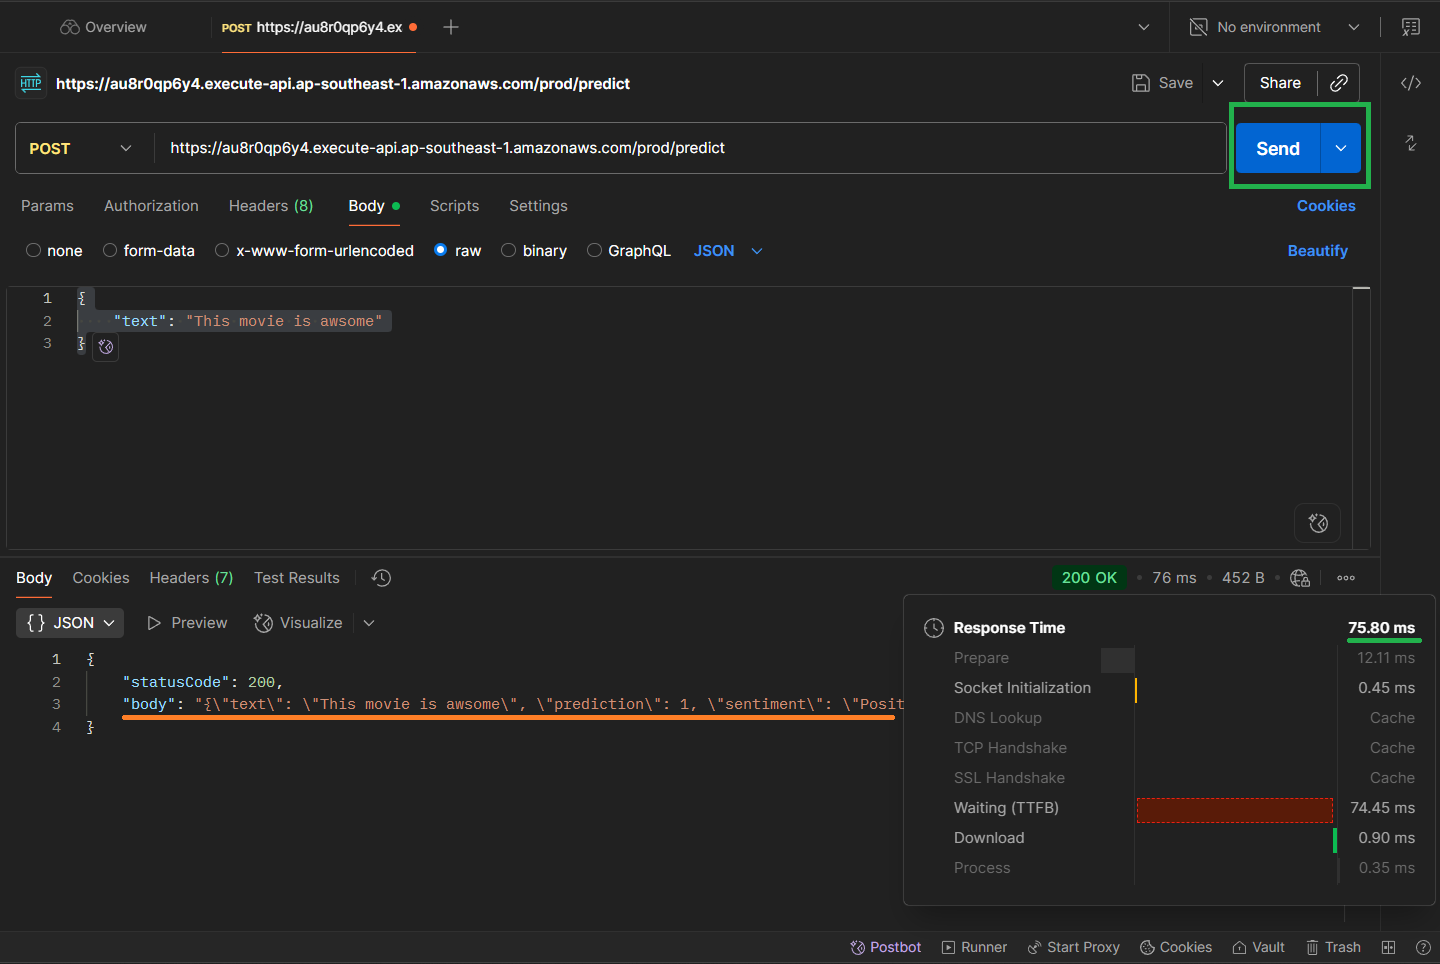 Overview
POST https://au8r0qp6y4.ex
No environment
HTTP https://au8r0qp6y4.execute-api.ap-southeast-1.amazonaws.com/prod/predict
Save
Share
POST
https://au8r0qp6y4.execute-api.ap-southeast-1.amazonaws.com/prod/predict
Send
Params Authorization Headers (8) Body Scripts Settings Cookies
none form-data x-www-form-urlencoded raw binary GraphQL JSON Beautify
1 {
2 "text": "This movie is awsome"
3 }
Body Cookies Headers (7) Test Results 200 OK • 76 ms • 452 B
{} JSON Preview Visualize
1 {
2 "statusCode": 200,
3 "body": "{\"text\": \"This movie is awsome\", \"prediction\": 1, \"sentiment\": \"Posit
4 }
Response Time 75.80 ms
Prepare 12.11 ms
Socket Initialization 0.45 ms
DNS Lookup Cache
TCP Handshake Cache
SSL Handshake Cache
Waiting (TTFB) 74.45 ms
Download 0.90 ms
Process 0.35 ms
Postbot Runner Start Proxy Cookies Vault Trash